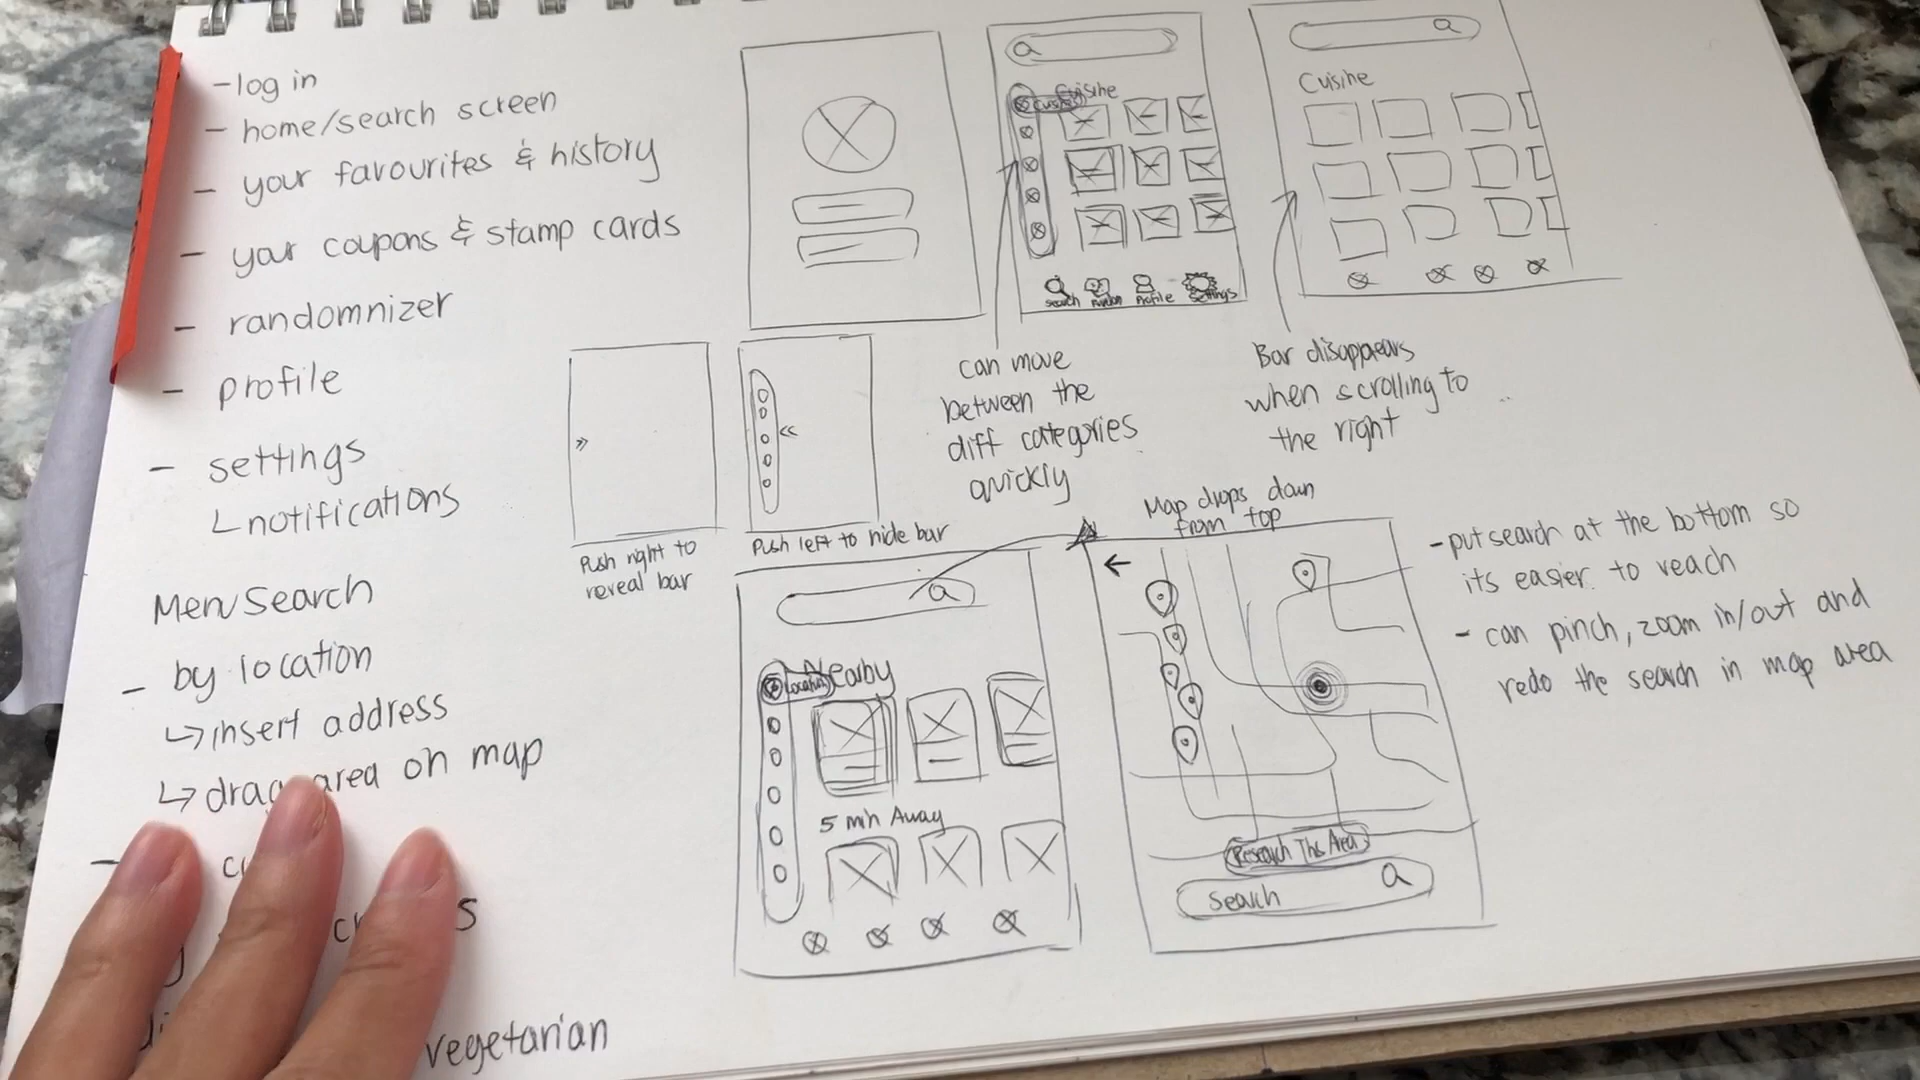 - log in
- home/search screen
- your favourites & history
- your coupons & stamp cards
- randomnizer
- profile
- settings
↳ notifications
Menu Search
- by location
↳ insert address
↳ drag area on map
vegetarian
Cuisine
Search
Profile
Settings
can move
between the
diff categories
quickly
Cuisine
Bar disappears
when scrolling to
the right
»
Push right to
reveal bar
«
Push left to hide bar
Location
Nearby
5 min Away
Map drops down
from top
←
Research This Area
Search
- put search at the bottom so
its easier to reach
- can pinch, zoom in/out and
redo the search in map area